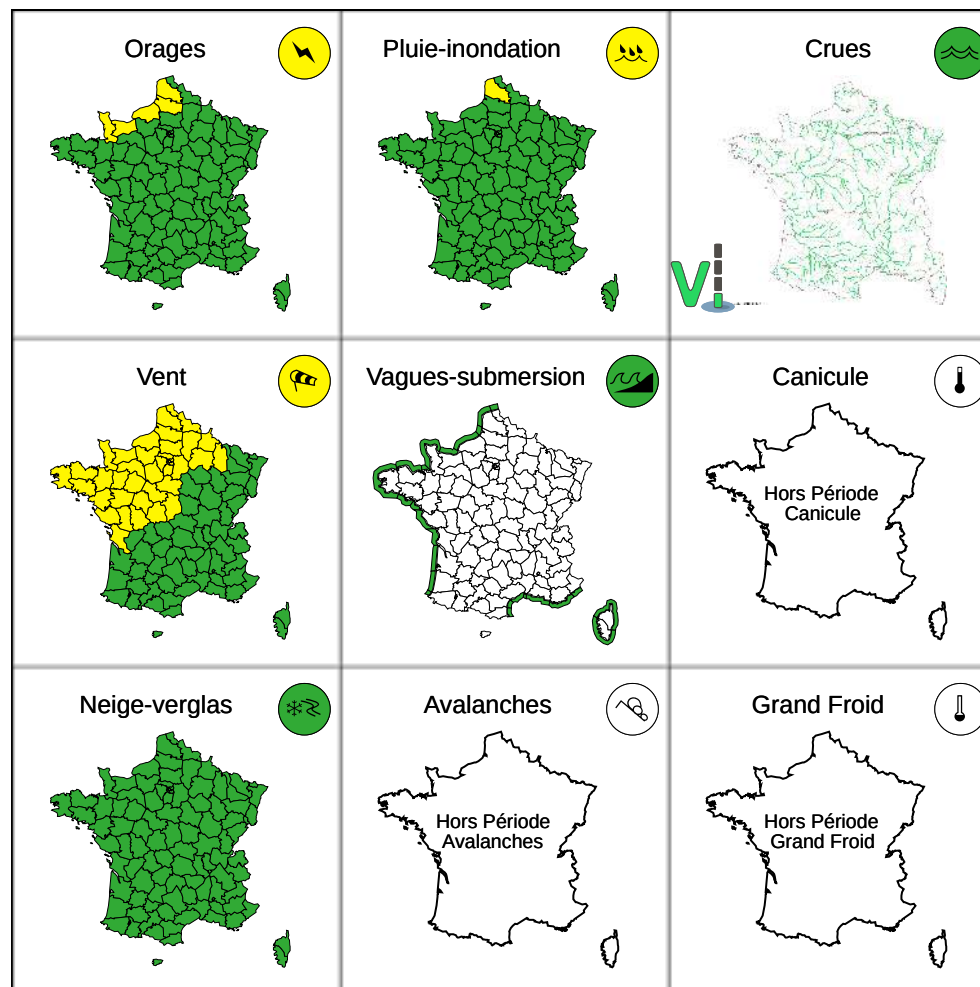 Orages
Pluie-inondation
Crues
Vi
Vent
Vagues-submersion
Canicule
Hors Période
Canicule
Neige-verglas
Avalanches
Grand Froid
Hors Période
Avalanches
Hors Période
Grand Froid